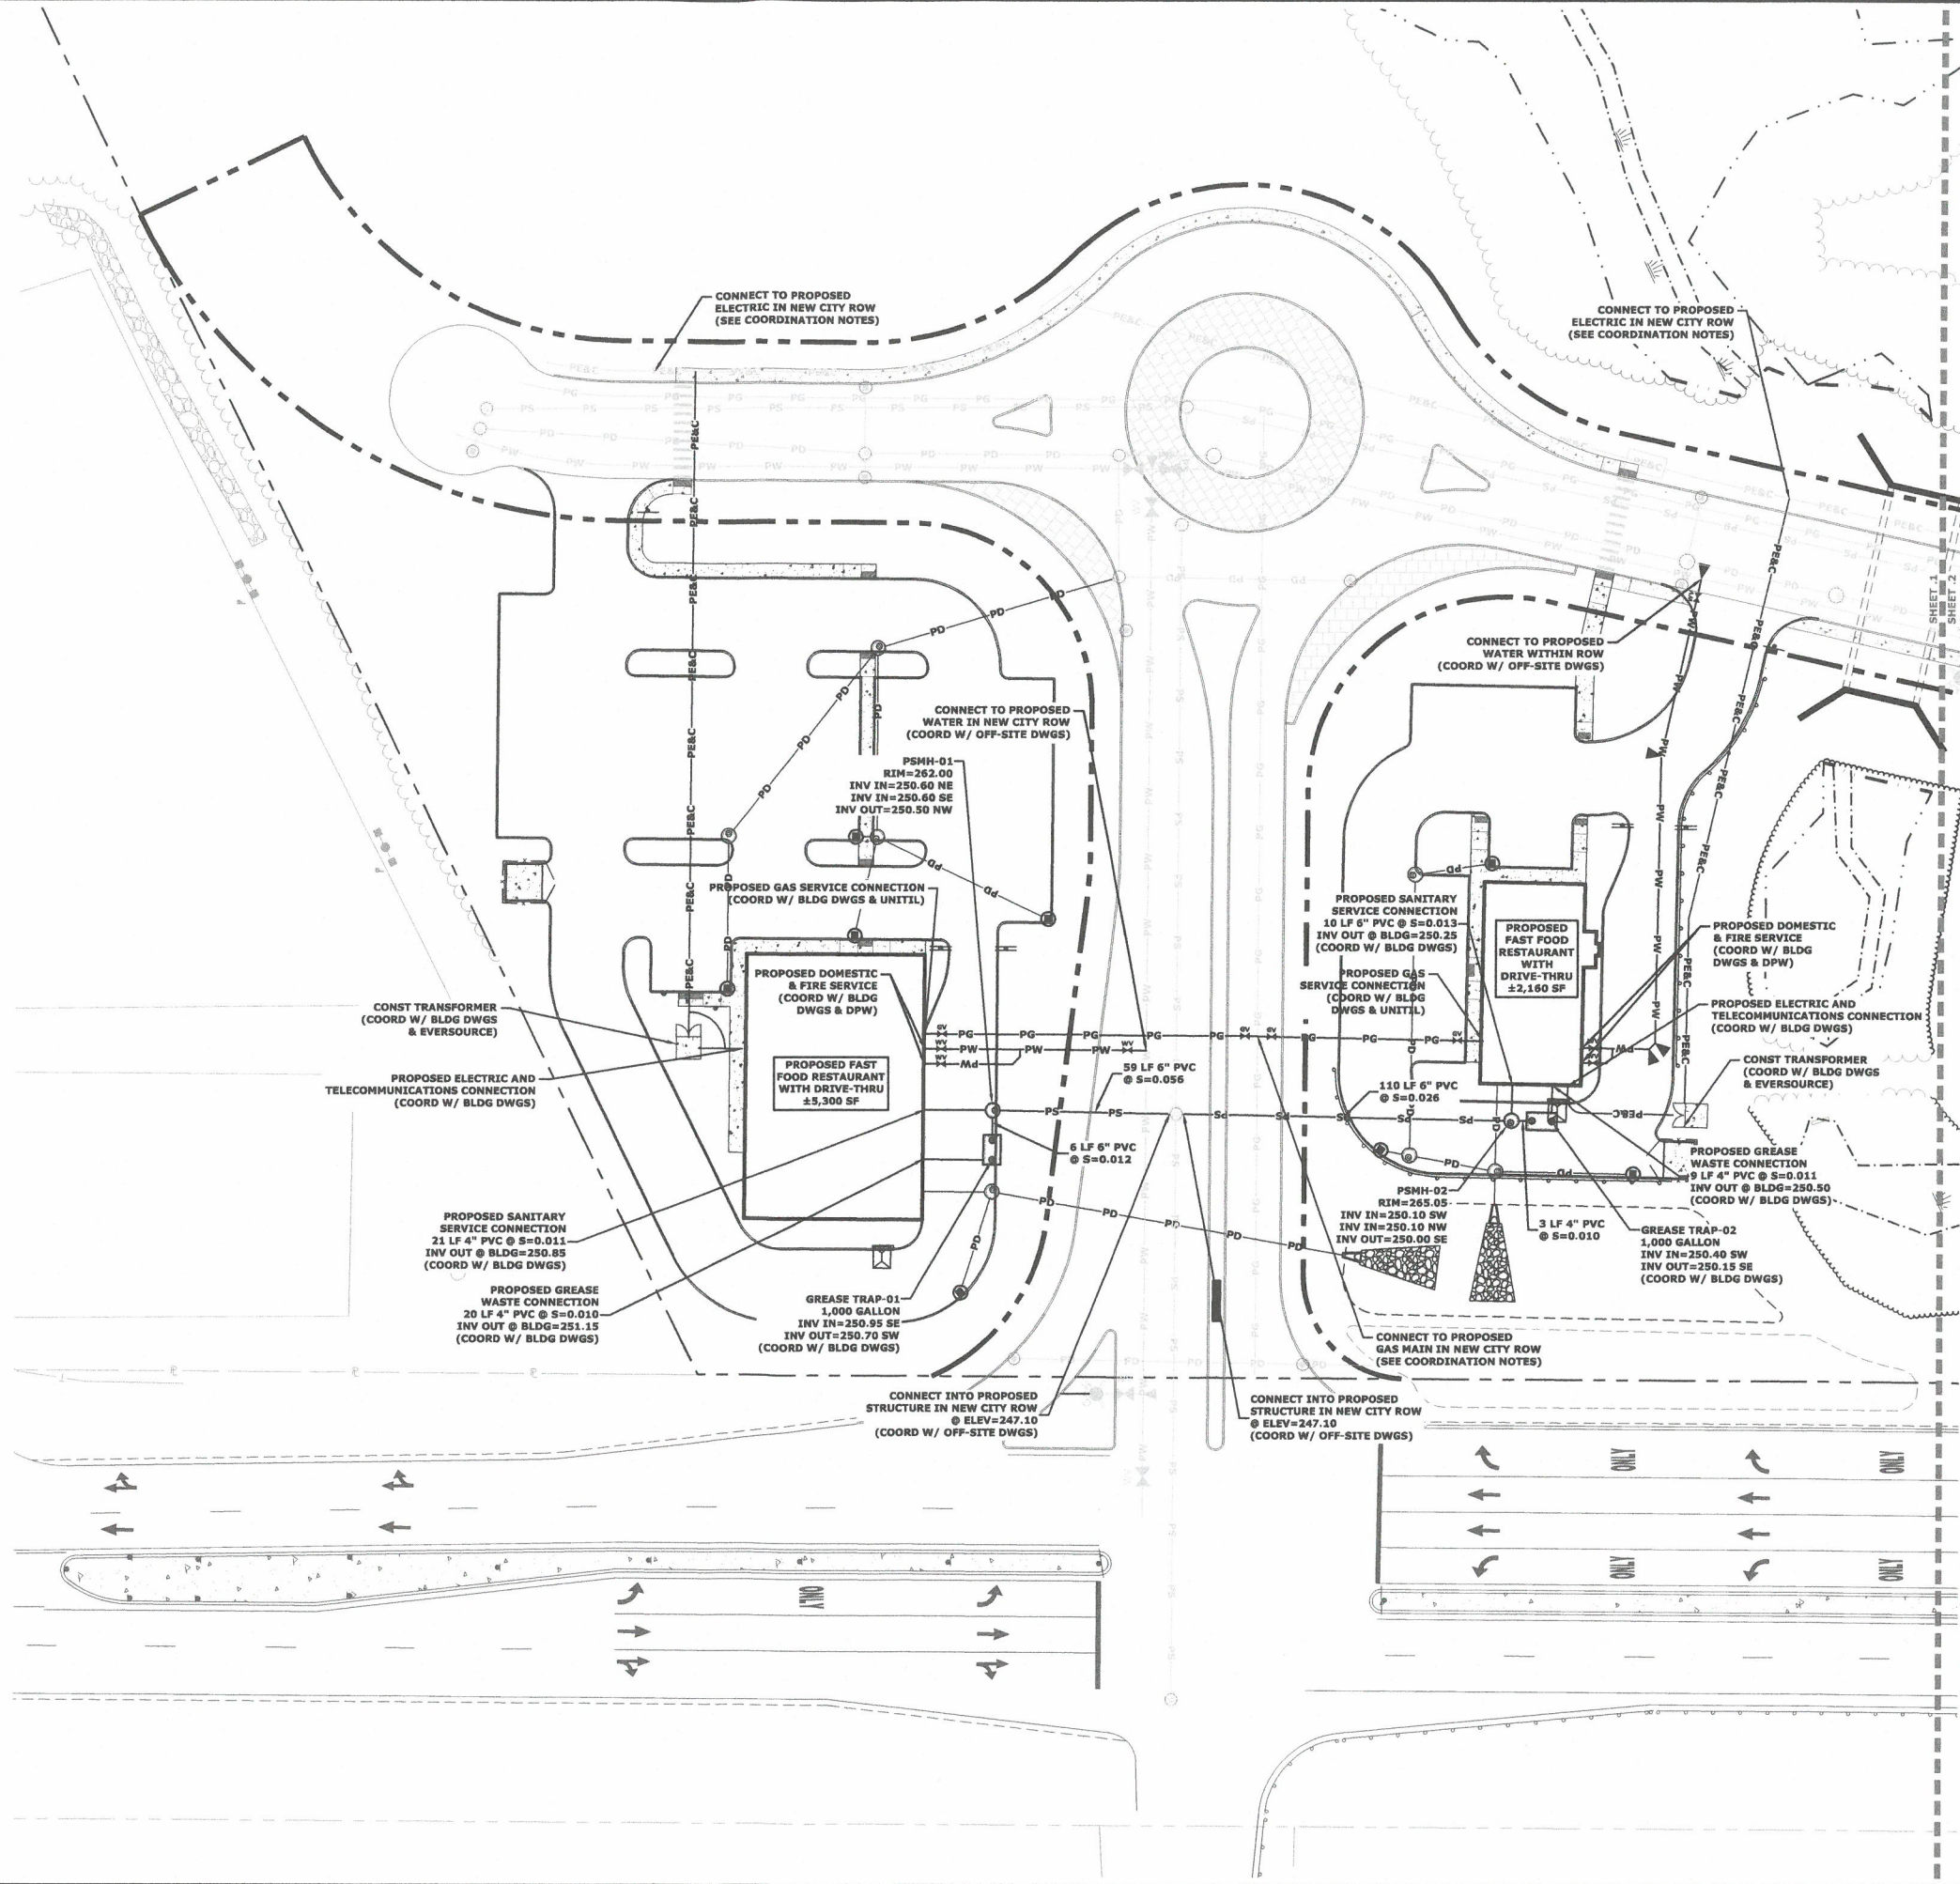 CONNECT TO PROPOSED
ELECTRIC IN NEW CITY ROW
(SEE COORDINATION NOTES)
CONNECT TO PROPOSED
ELECTRIC IN NEW CITY ROW
(SEE COORDINATION NOTES)
SHEET 1
SHEET 2
CONNECT TO PROPOSED
WATER WITHIN ROW
(COORD W/ OFF-SITE DWGS)
CONNECT TO PROPOSED
WATER IN NEW CITY ROW
(COORD W/ OFF-SITE DWGS)
PSMH-01
RIM=262.00
INV IN=250.60 NE
INV IN=250.60 SE
INV OUT=250.50 NW
PROPOSED GAS SERVICE CONNECTION
(COORD W/ BLDG DWGS & UNITIL)
PROPOSED SANITARY
SERVICE CONNECTION
10 LF 6" PVC @ S=0.013
INV OUT @ BLDG=250.25
(COORD W/ BLDG DWGS)
PROPOSED
FAST FOOD
RESTAURANT
WITH
DRIVE-THRU
±2,160 SF
PROPOSED DOMESTIC
& FIRE SERVICE
(COORD W/ BLDG
DWGS & DPW)
PROPOSED DOMESTIC
& FIRE SERVICE
(COORD W/ BLDG
DWGS & DPW)
PROPOSED GAS
SERVICE CONNECTION
(COORD W/ BLDG
DWGS & UNITIL)
CONST TRANSFORMER
(COORD W/ BLDG DWGS
& EVERSOURCE)
PROPOSED ELECTRIC AND
TELECOMMUNICATIONS CONNECTION
(COORD W/ BLDG DWGS)
PROPOSED FAST
FOOD RESTAURANT
WITH DRIVE-THRU
±5,300 SF
PROPOSED ELECTRIC AND
TELECOMMUNICATIONS CONNECTION
(COORD W/ BLDG DWGS)
CONST TRANSFORMER
(COORD W/ BLDG DWGS
& EVERSOURCE)
59 LF 6" PVC
@ S=0.056
110 LF 6" PVC
@ S=0.026
6 LF 6" PVC
@ S=0.012
PROPOSED GREASE
WASTE CONNECTION
9 LF 4" PVC @ S=0.011
INV OUT @ BLDG=250.50
(COORD W/ BLDG DWGS)
PSMH-02
RIM=265.05
INV IN=250.10 SW
INV IN=250.10 NW
INV OUT=250.00 SE
3 LF 4" PVC
@ S=0.010
GREASE TRAP-02
1,000 GALLON
INV IN=250.40 SW
INV OUT=250.15 SE
(COORD W/ BLDG DWGS)
PROPOSED SANITARY
SERVICE CONNECTION
21 LF 4" PVC @ S=0.011
INV OUT @ BLDG=250.85
(COORD W/ BLDG DWGS)
PROPOSED GREASE
WASTE CONNECTION
20 LF 4" PVC @ S=0.010
INV OUT @ BLDG=251.15
(COORD W/ BLDG DWGS)
GREASE TRAP-01
1,000 GALLON
INV IN=250.95 SE
INV OUT=250.70 SW
(COORD W/ BLDG DWGS)
CONNECT TO PROPOSED
GAS MAIN IN NEW CITY ROW
(SEE COORDINATION NOTES)
CONNECT INTO PROPOSED
STRUCTURE IN NEW CITY ROW
@ ELEV=247.10
(COORD W/ OFF-SITE DWGS)
CONNECT INTO PROPOSED
STRUCTURE IN NEW CITY ROW
@ ELEV=247.10
(COORD W/ OFF-SITE DWGS)
ONLY
ONLY
ONLY
ONLY
ONLY